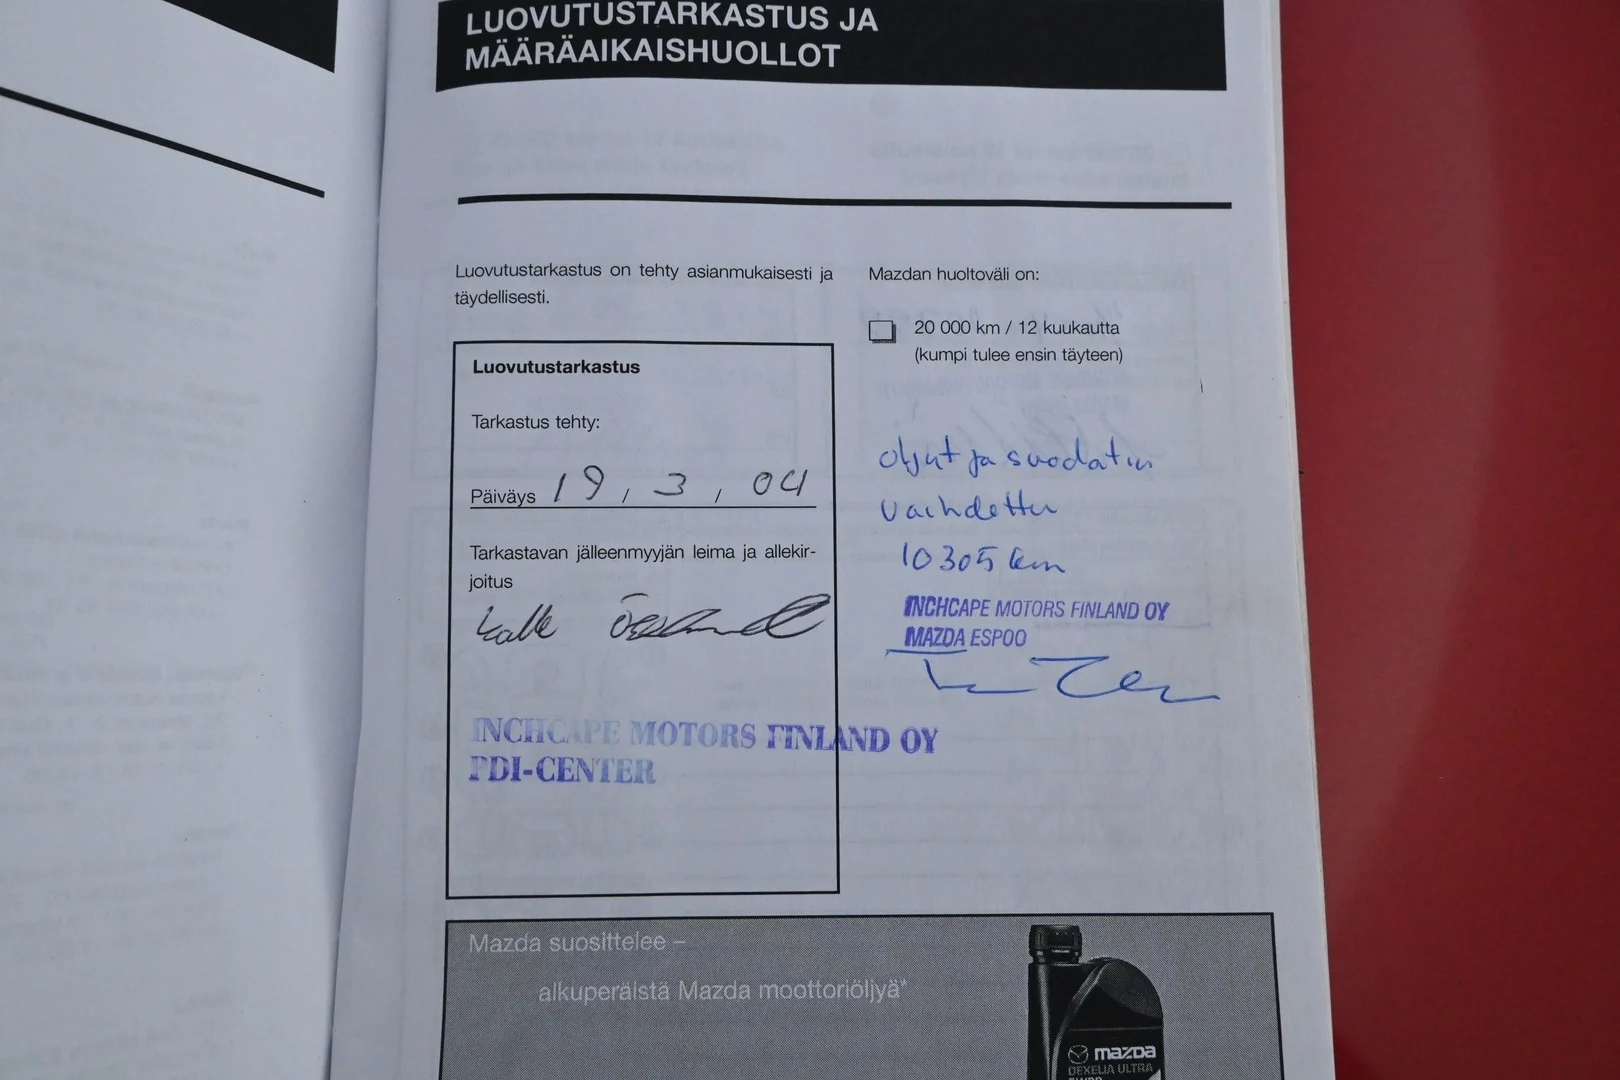 LUOVUTUSTARKASTUS JA
MÄÄRÄAIKAISHUOLLOT
Luovutustarkastus on tehty asianmukaisesti ja
täydellisesti.
Luovutustarkastus
Tarkastus tehty:
Päiväys 19 / 3 / 04
Tarkastavan jälleenmyyjän leima ja allekir-
joitus
Kalle
INCHCAPE MOTORS FINLAND OY
PDI-CENTER
Mazdan huoltoväli on:
20 000 km / 12 kuukautta
(kumpi tulee ensin täyteen)
öljyt ja suodatin
vaihdettu
10305 km
INCHCAPE MOTORS FINLAND OY
MAZDA ESPOO
Mazda suosittelee –
alkuperäistä Mazda moottoriöljyä*
mazda
DEXELIA ULTRA